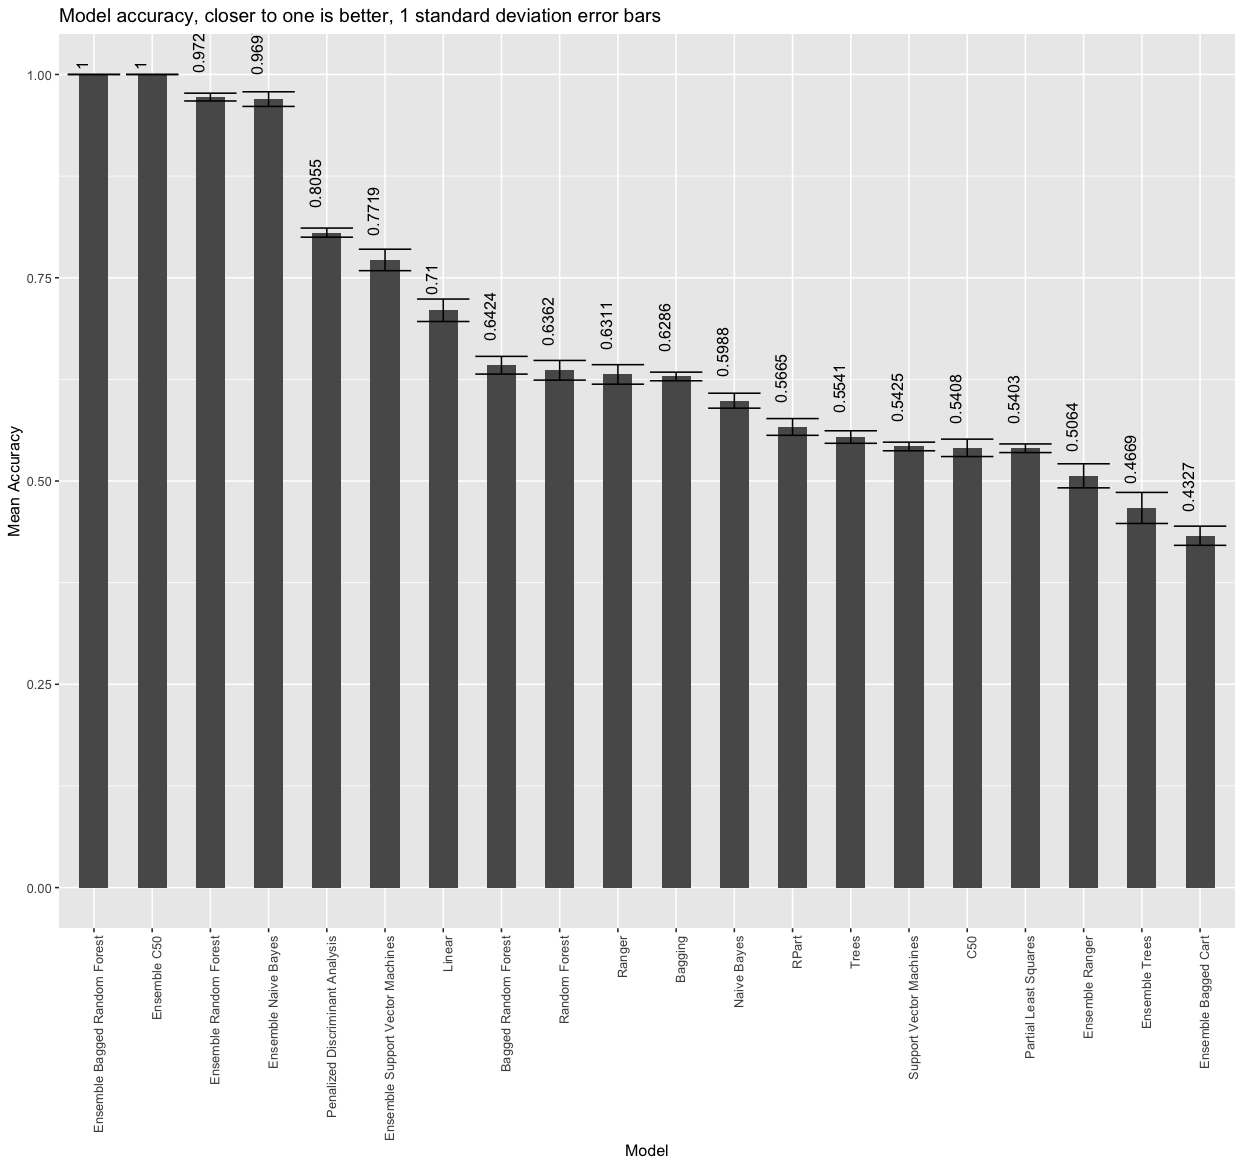 Model accuracy, closer to one is better, 1 standard deviation error bars
Mean Accuracy
1.00
0.75
0.50
0.25
0.00
1
1
0.972
0.969
0.8055
0.7719
0.71
0.6424
0.6362
0.6311
0.6286
0.5988
0.5665
0.5541
0.5425
0.5408
0.5403
0.5064
0.4669
0.4327
Ensemble Bagged Random Forest
Ensemble C50
Ensemble Random Forest
Ensemble Naive Bayes
Penalized Discriminant Analysis
Ensemble Support Vector Machines
Linear
Bagged Random Forest
Random Forest
Ranger
Bagging
Naive Bayes
RPart
Trees
Support Vector Machines
C50
Partial Least Squares
Ensemble Ranger
Ensemble Trees
Ensemble Bagged Cart
Model